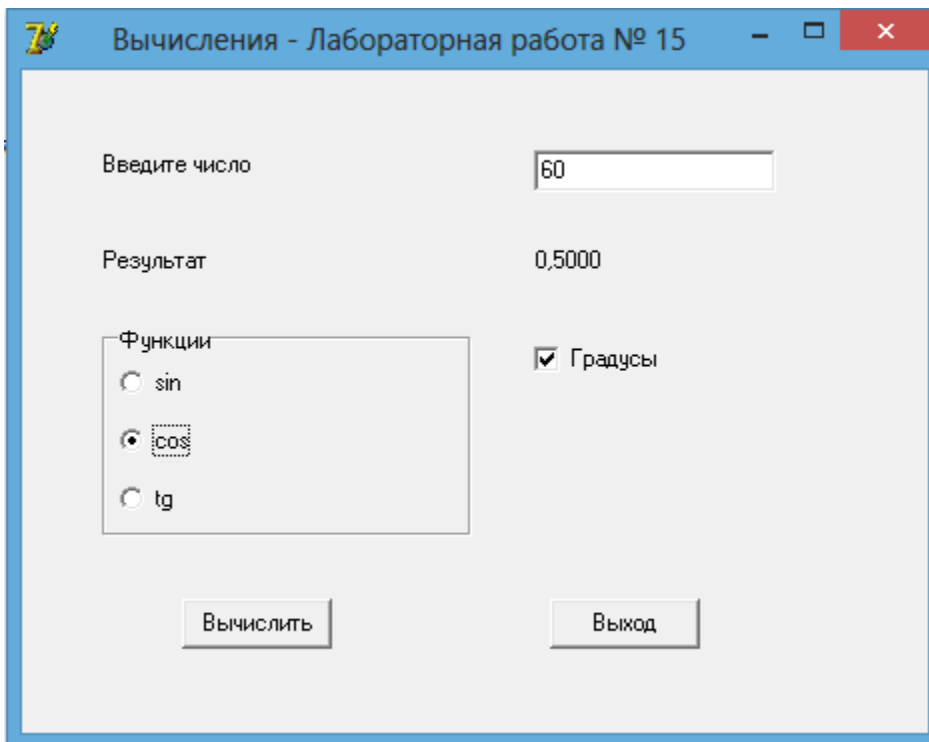 Вычисления - Лабораторная работа № 15
Введите число
60
Результат
0,5000
Функции
sin
cos
tg
Градусы
Вычислить
Выход